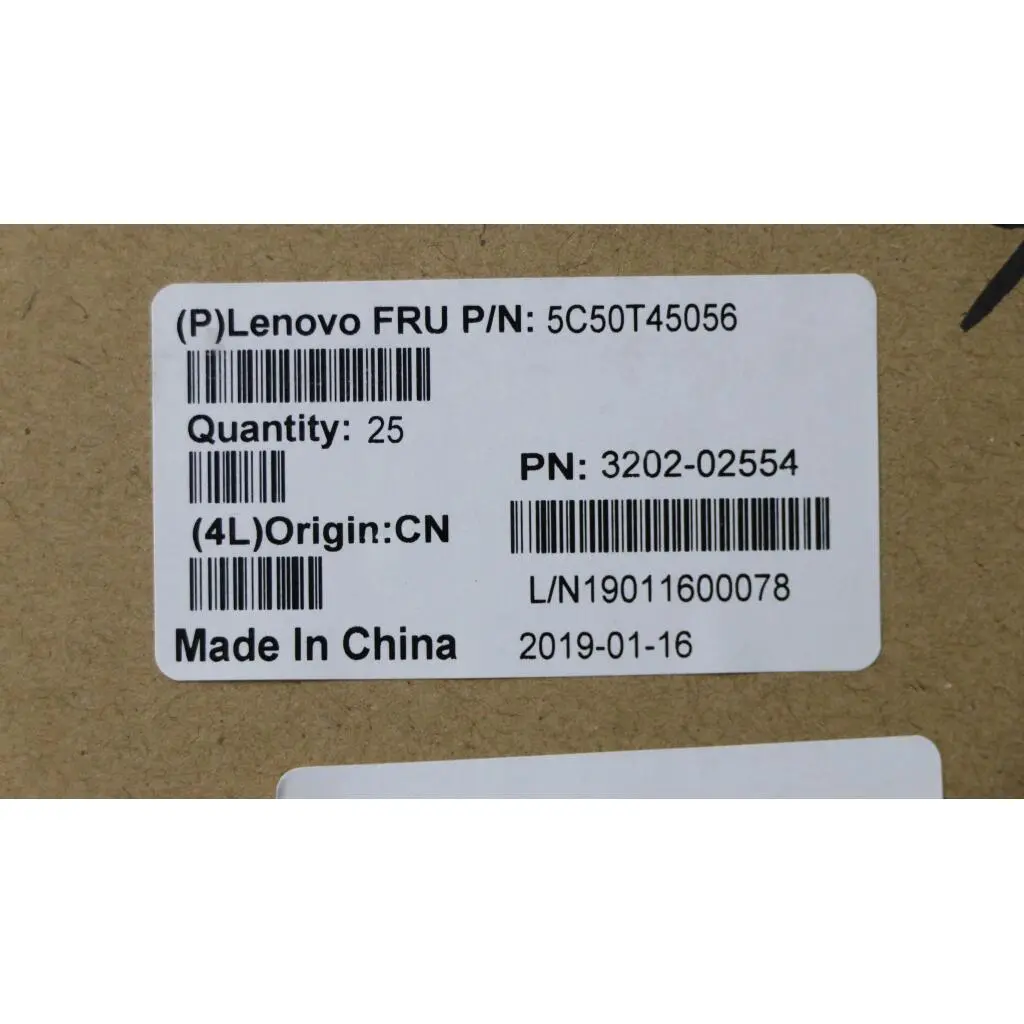 (P)Lenovo FRU P/N: 5C50T45056
Quantity: 25
PN: 3202-02554
(4L)Origin:CN
L/N19011600078
Made In China
2019-01-16